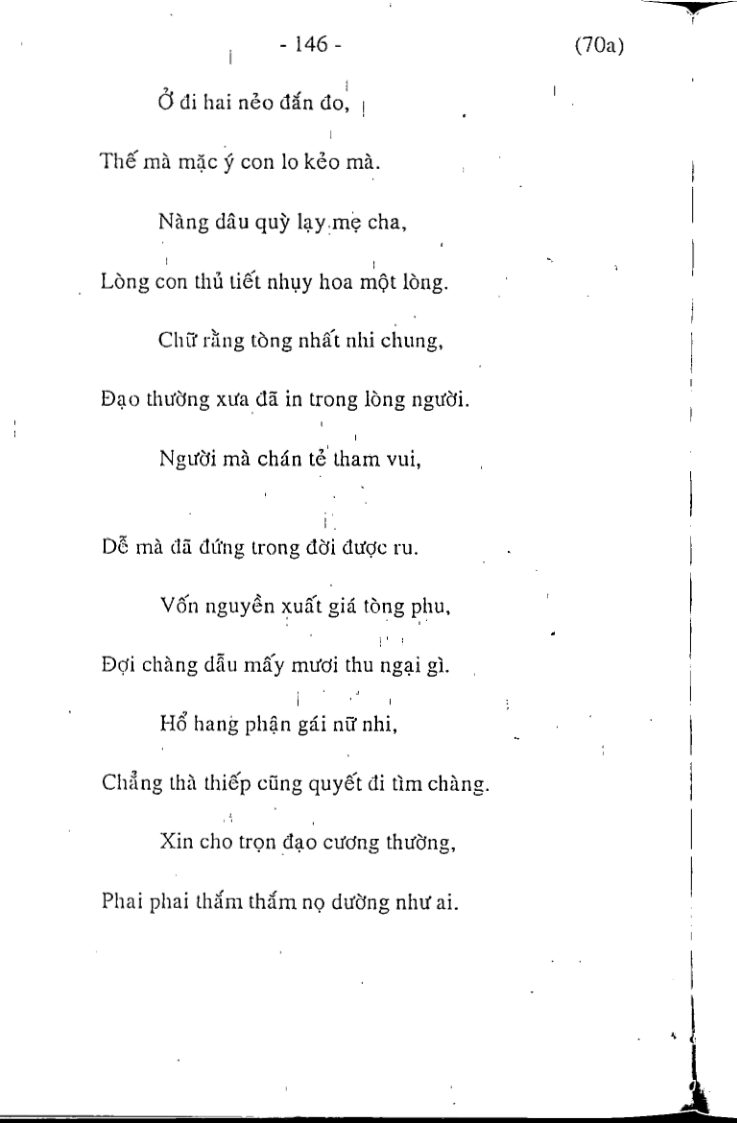 - 146 - (70a)
Ở đi hai nẻo đắn đo,
Thế mà mặc ý con lo kẻo mà.
Nàng dâu quỳ lạy mẹ cha,
Lòng con thủ tiết nhụy hoa một lòng.
Chữ rằng tòng nhất nhi chung,
Đạo thường xưa đã in trong lòng người.
Người mà chán tẻ tham vui,
Dễ mà đã đứng trong đời được ru.
Vốn nguyền xuất giá tòng phu,
Đợi chàng dẫu mấy mươi thu ngại gì.
Hổ hang phận gái nữ nhi,
Chẳng thà thiếp cũng quyết đi tìm chàng.
Xin cho trọn đạo cương thường,
Phai phai thắm thắm nọ dường như ai.